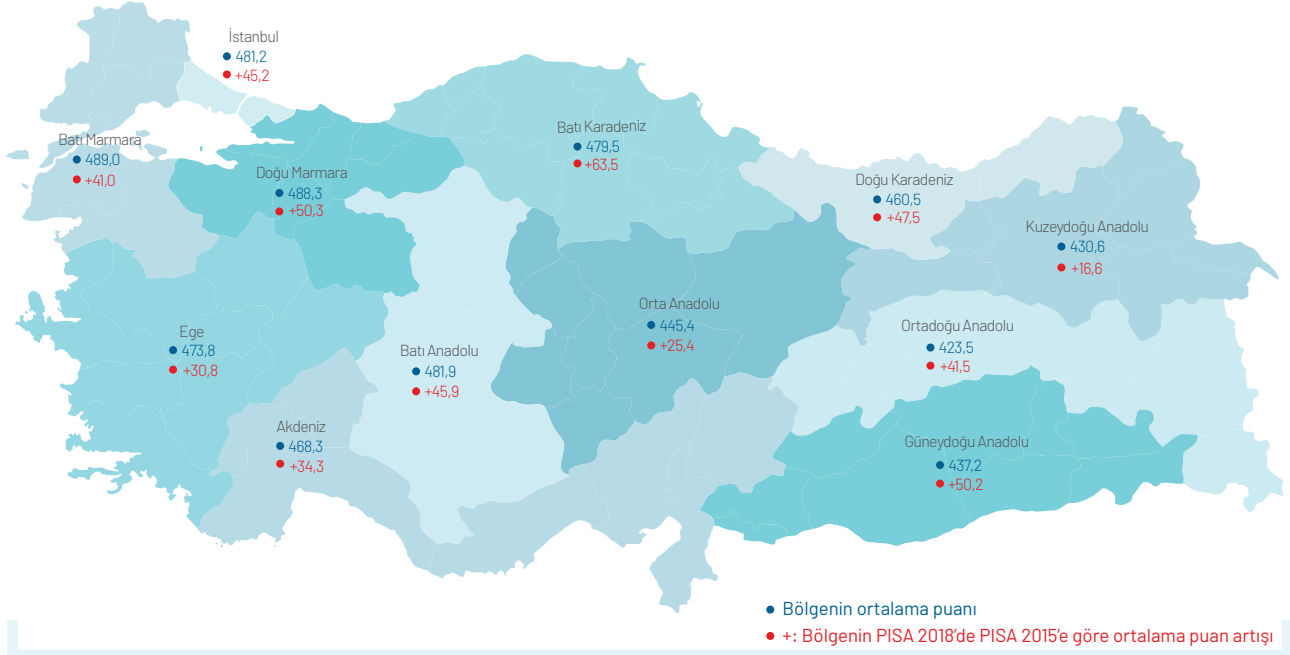 İstanbul
481,2
+45,2
Batı Marmara
489,0
+41,0
Doğu Marmara
488,3
+50,3
Batı Karadeniz
479,5
+63,5
Doğu Karadeniz
460,5
+47,5
Kuzeydoğu Anadolu
430,6
+16,6
Orta Anadolu
445,4
+25,4
Ortadoğu Anadolu
423,5
+41,5
Ege
473,8
+30,8
Batı Anadolu
481,9
+45,9
Akdeniz
468,3
+34,3
Güneydoğu Anadolu
437,2
+50,2
Bölgenin ortalama puanı
+: Bölgenin PISA 2018'de PISA 2015'e göre ortalama puan artışı